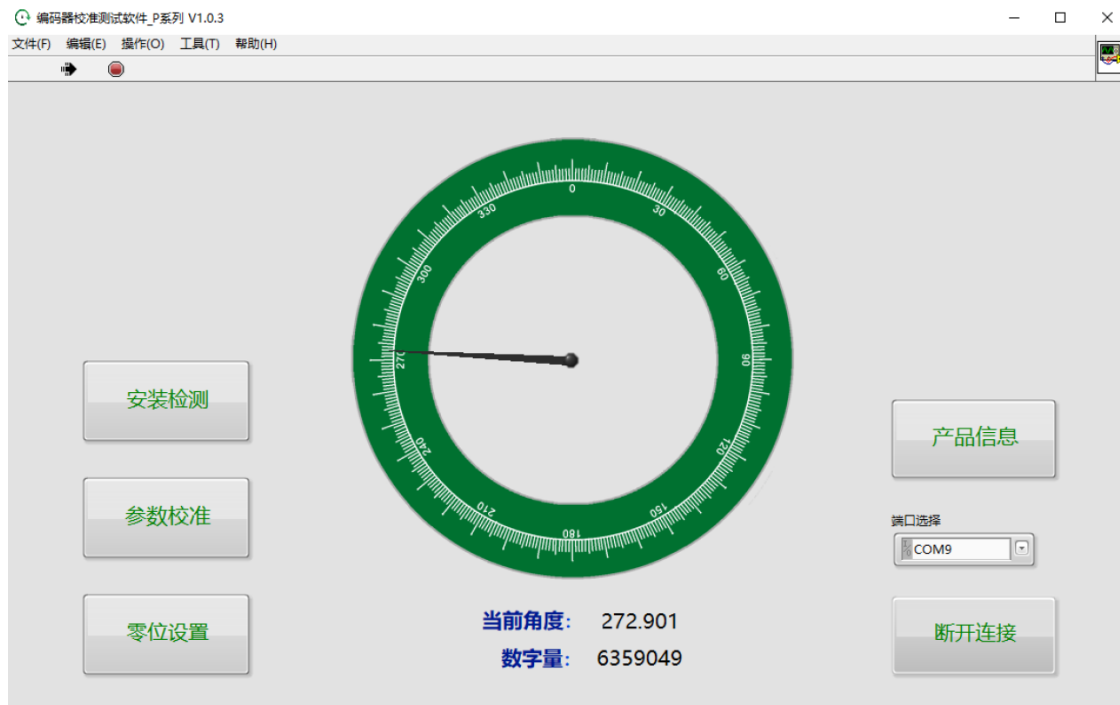 编码器校准测试软件_P系列 V1.0.3
文件(F) 编辑(E) 操作(O) 工具(T) 帮助(H)
0
30
60
90
120
150
180
210
240
270
300
330
安装检测
参数校准
零位设置
当前角度: 272.901
数字量: 6359049
产品信息
端口选择
COM9
断开连接